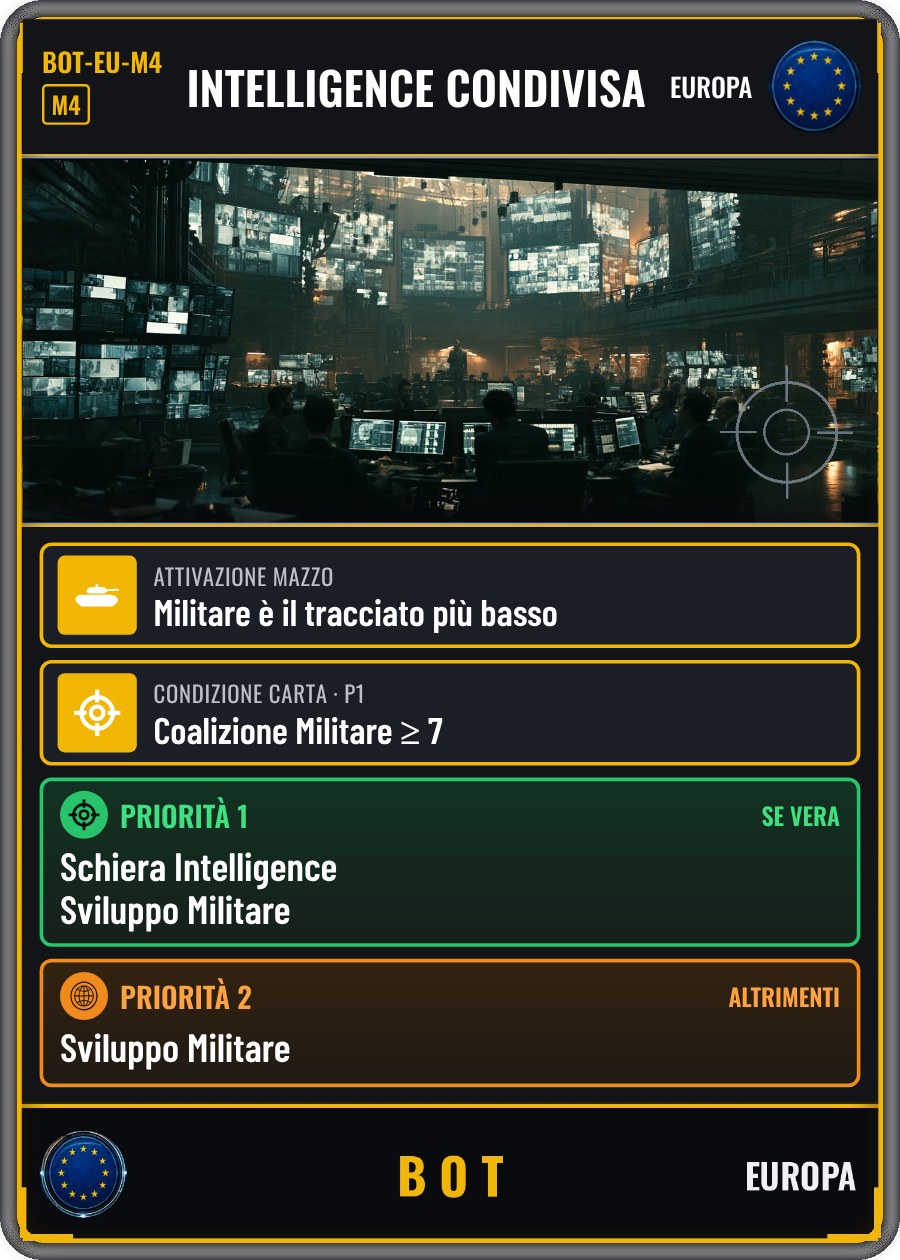 BOT-EU-M4
M4
INTELLIGENCE CONDIVISA
EUROPA
ATTIVAZIONE MAZZO
Militare è il tracciato più basso
CONDIZIONE CARTA · P1
Coalizione Militare ≥ 7
PRIORITÀ 1
SE VERA
Schiera Intelligence
Sviluppo Militare
PRIORITÀ 2
ALTRIMENTI
Sviluppo Militare
BOT
EUROPA